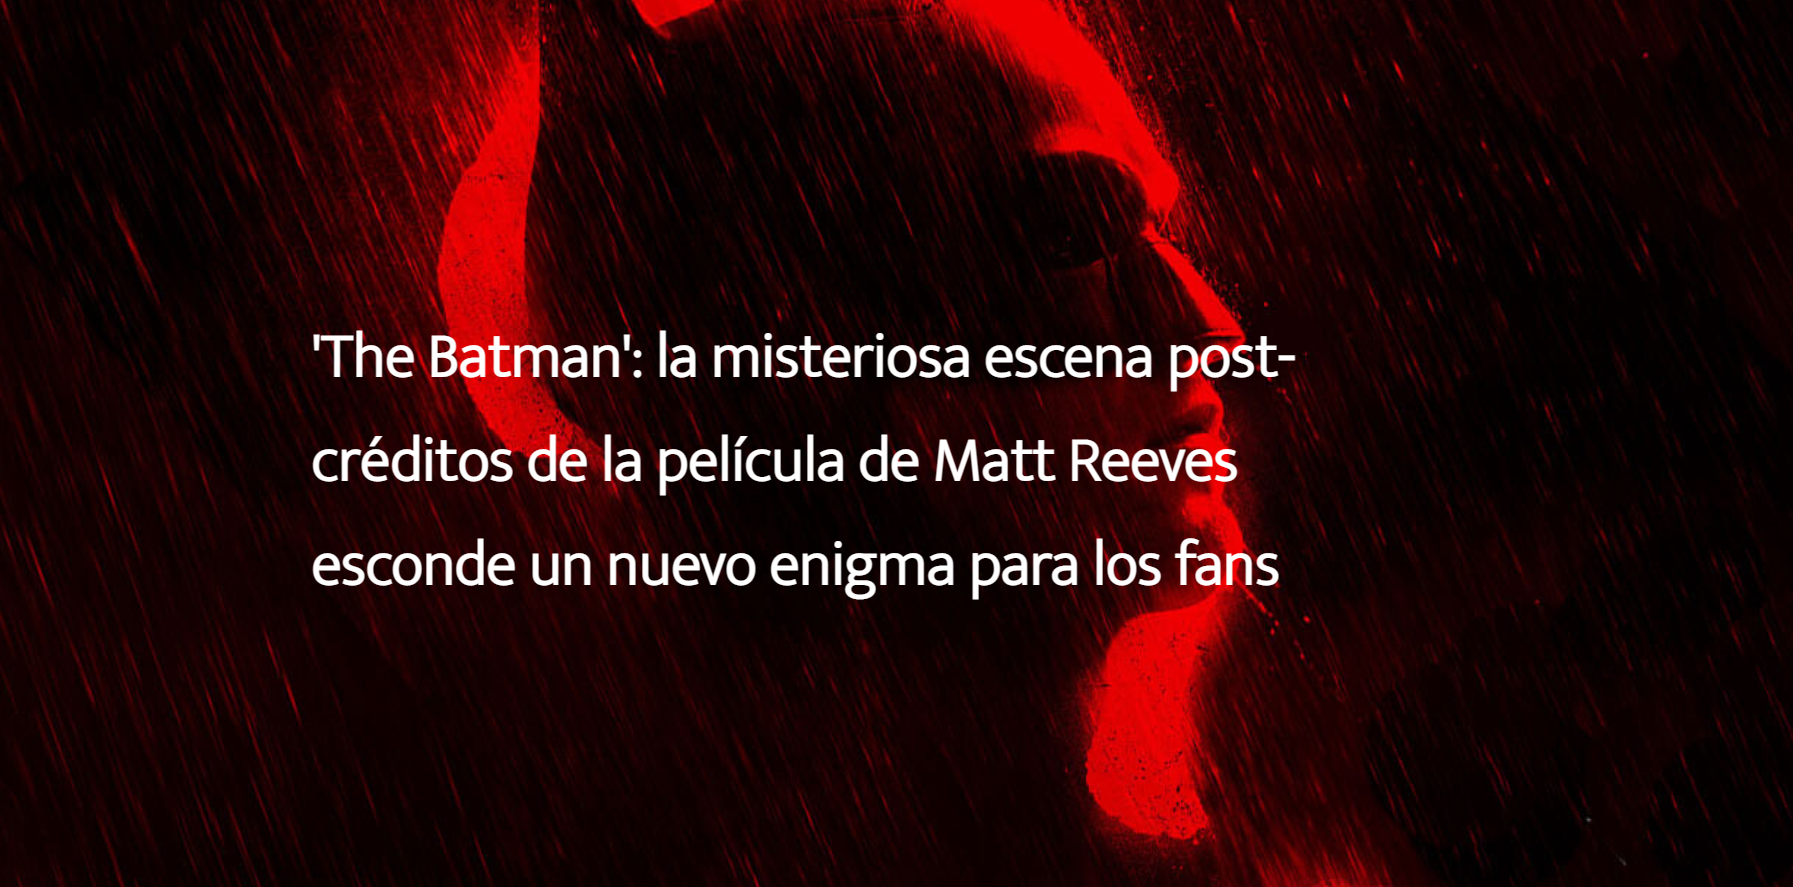 'The Batman': la misteriosa escena post-
créditos de la película de Matt Reeves
esconde un nuevo enigma para los fans